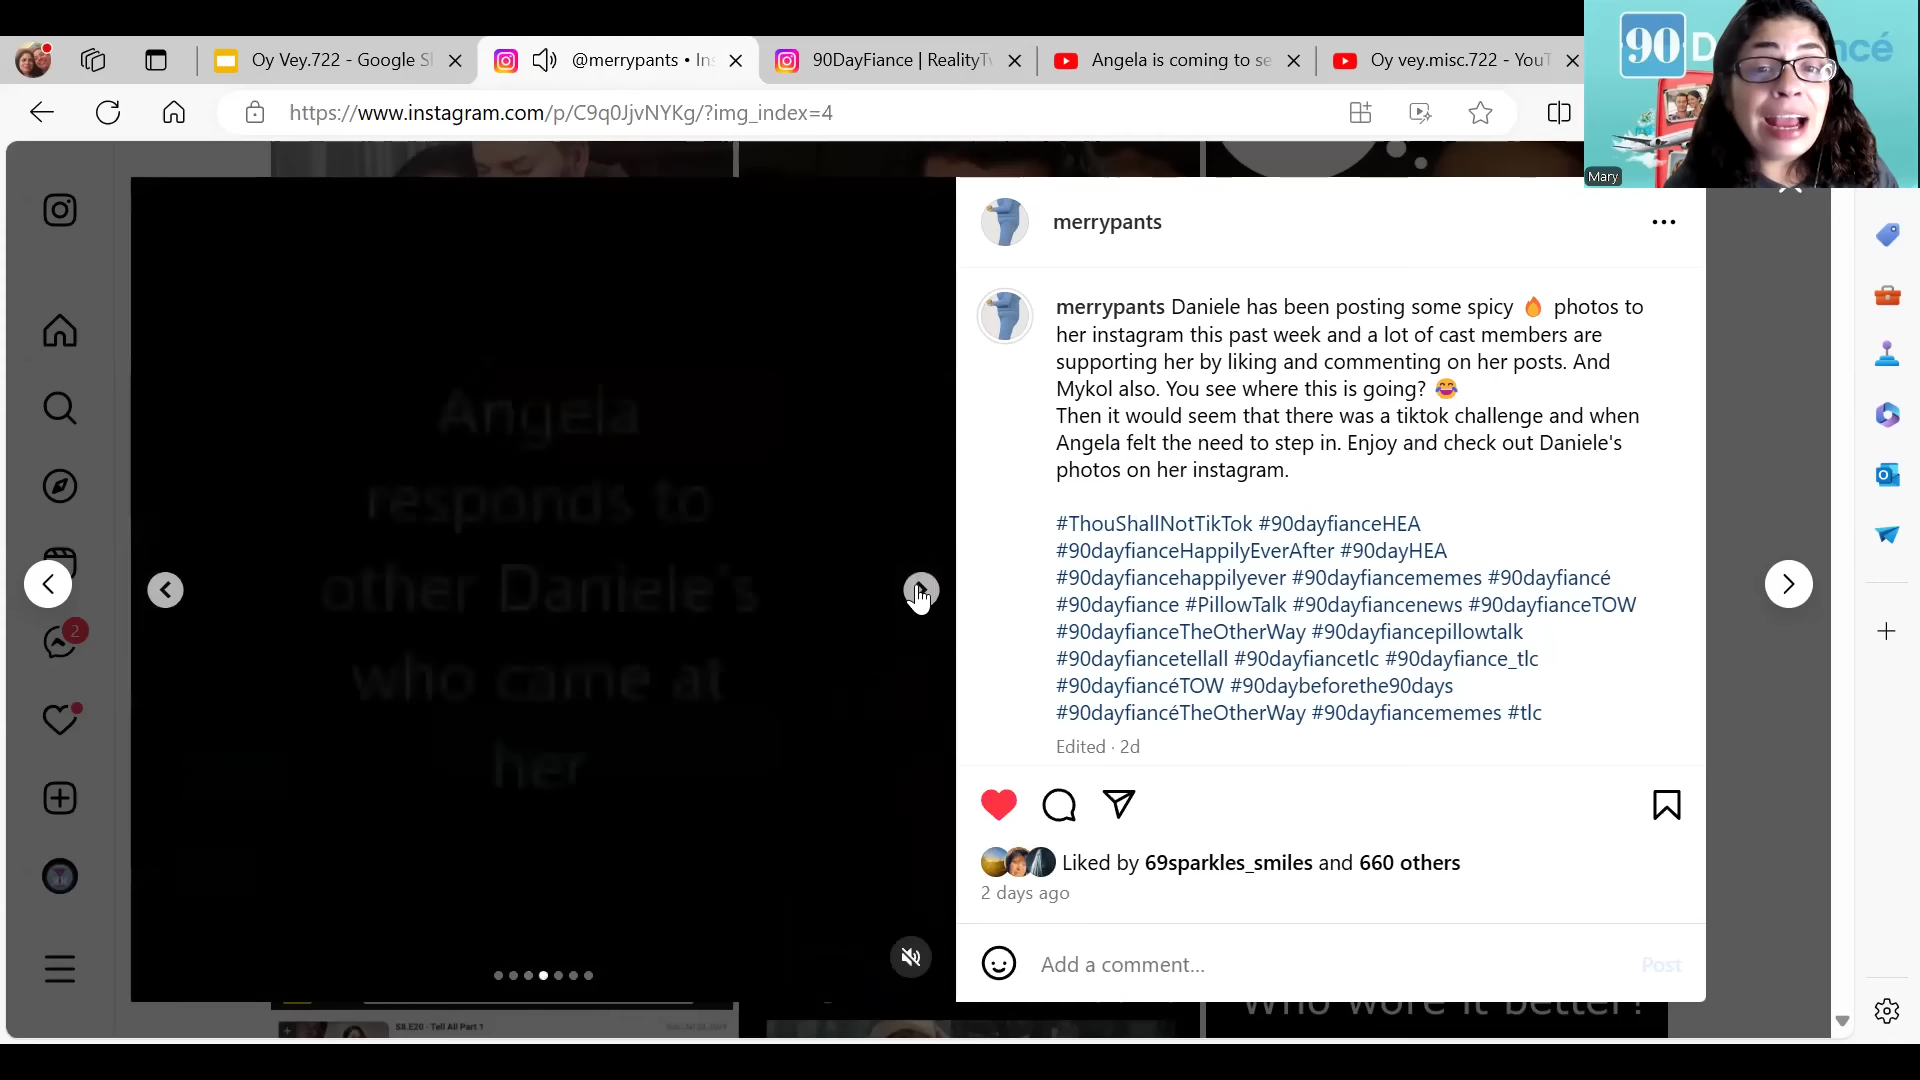 Oy Vey.722 - Google Sl
@merrypants • Ins
90DayFiance | RealityTv
Angela is coming to se
Oy vey.misc.722 - YouT
https://www.instagram.com/p/C9q0JjvNYKg/?img_index=4
90
Mary
merrypants
merrypants Daniele has been posting some spicy 🔥 photos to
her instagram this past week and a lot of cast members are
supporting her by liking and commenting on her posts. And
Mykol also. You see where this is going? 😂
Then it would seem that there was a tiktok challenge and when
Angela felt the need to step in. Enjoy and check out Daniele's
photos on her instagram.
#ThouShallNotTikTok #90dayfianceHEA
#90dayfianceHappilyEverAfter #90dayHEA
#90dayfiancehappilyever #90dayfiancememes #90dayfiancé
#90dayfiance #PillowTalk #90dayfiancenews #90dayfianceTOW
#90dayfianceTheOtherWay #90dayfiancepillowtalk
#90dayfiancetellall #90dayfiancetlc #90dayfiance_tlc
#90dayfiancéTOW #90daybeforethe90days
#90dayfiancéTheOtherWay #90dayfiancememes #tlc
Edited · 2d
Liked by 69sparkles_smiles and 660 others
2 days ago
Add a comment...
Post
Angela
responds to
other Daniele's
who came at
her
2
S8.E20 - Tell All Part 1
Who wore it better?